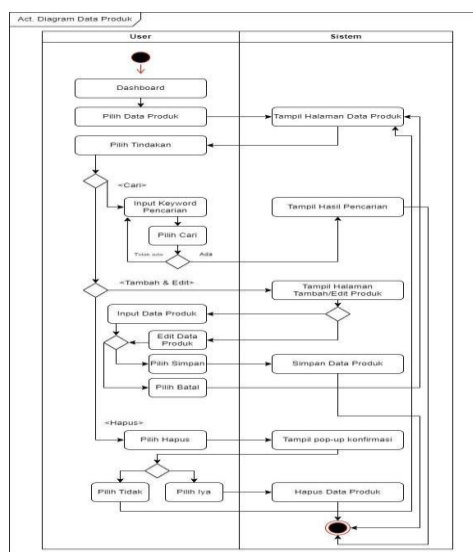 Act. Diagram Data Produk
User
Sistem
Dashboard
Pilih Data Produk
Tampil Halaman Data Produk
Pilih Tindakan
«Cari»
Input Keyword
Pencarian
Tampil Hasil Pencarian
Pilih Cari
Tidak ada
Ada
«Tambah & Edit»
Tampil Halaman
Tambah/Edit Produk
Input Data Produk
Edit Data
Produk
Pilih Simpan
Simpan Data Produk
Pilih Batal
«Hapus»
Pilih Hapus
Tampil pop-up konfirmasi
Pilih Tidak
Pilih Iya
Hapus Data Produk